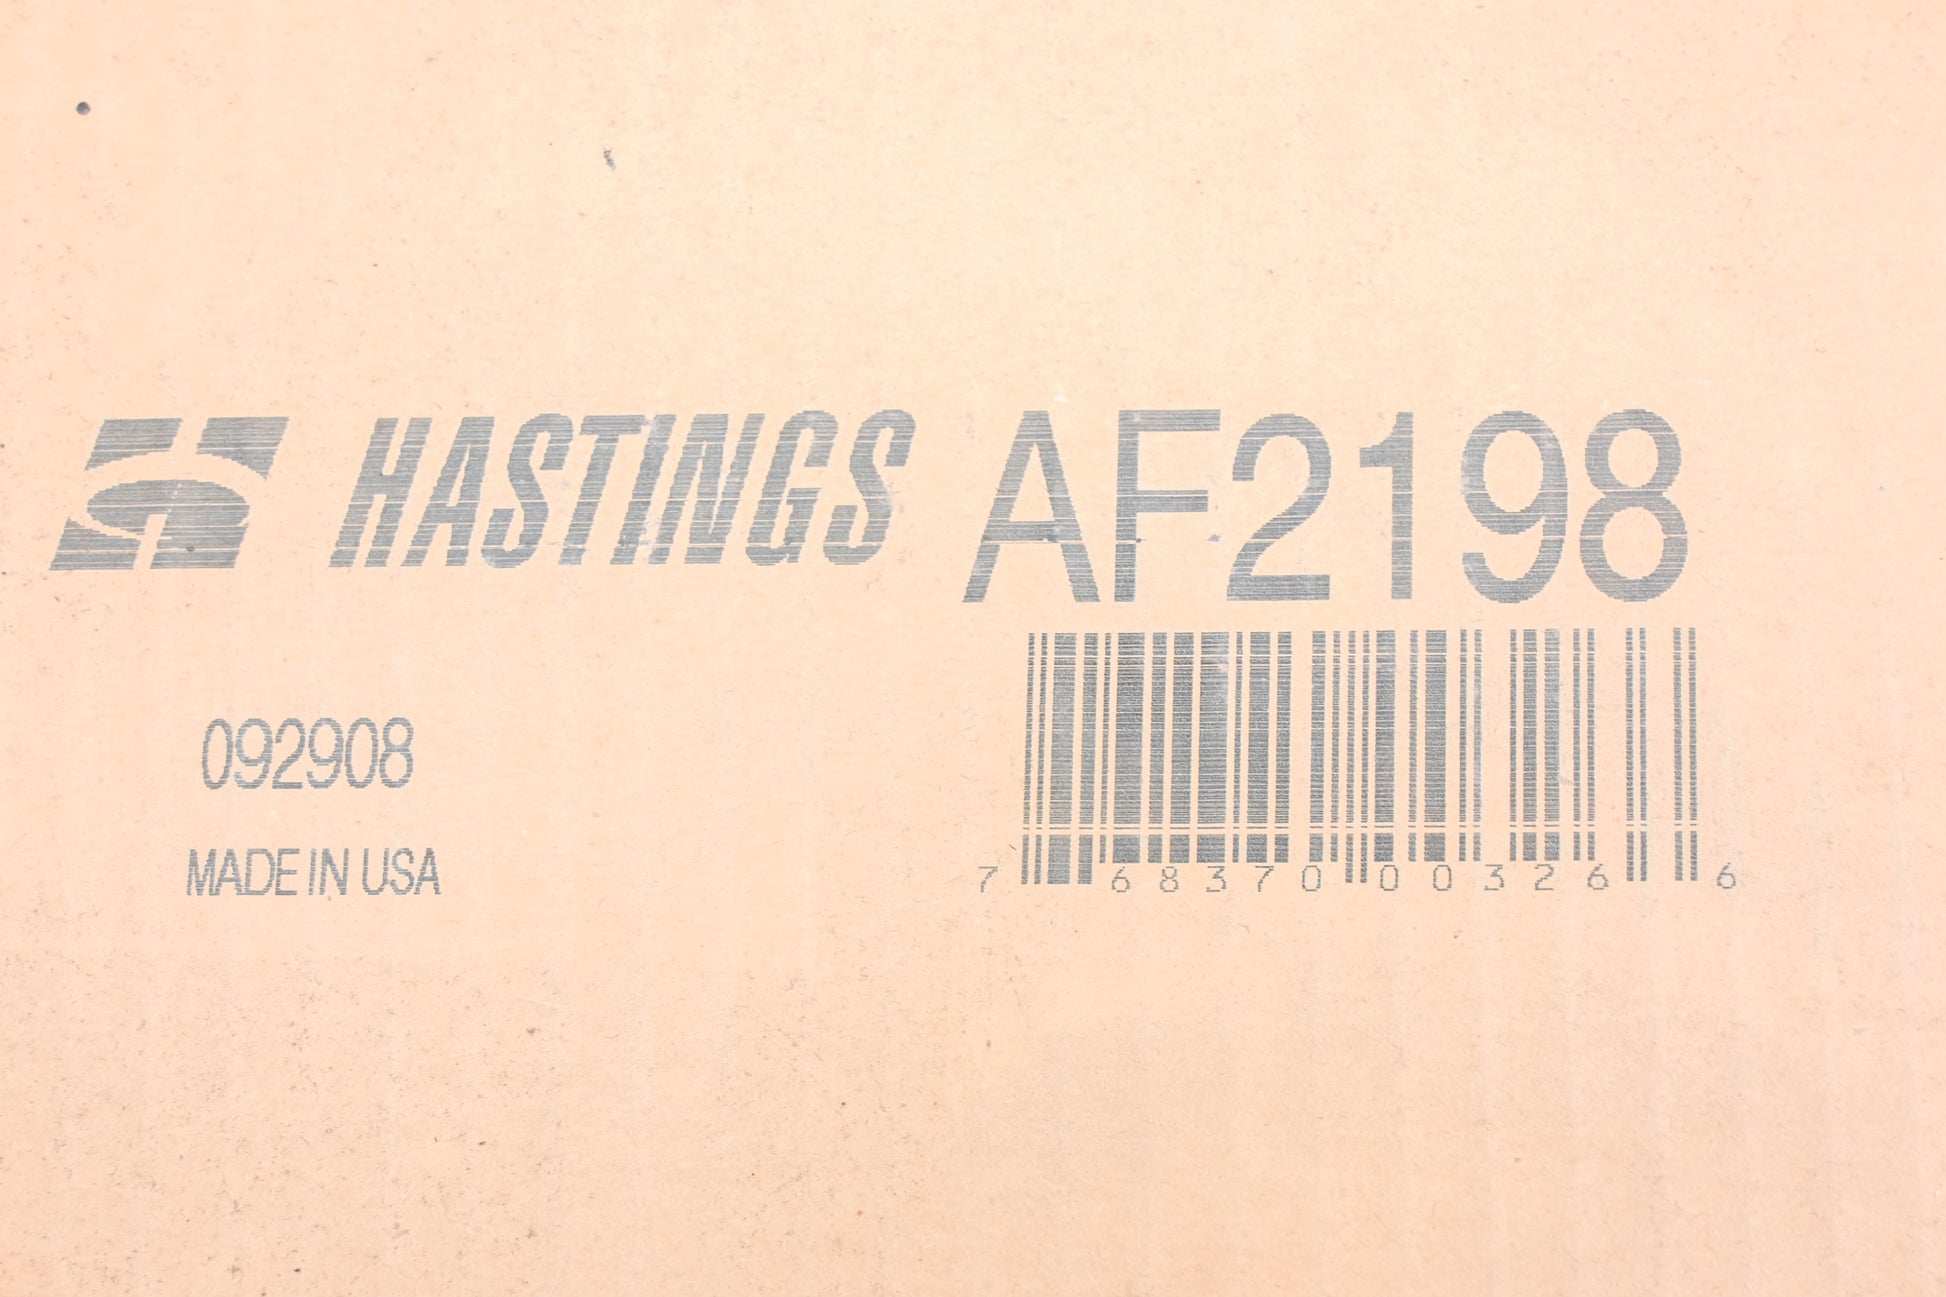 HASTINGS AF2198
092908
MADE IN USA
7 68370 00326 6